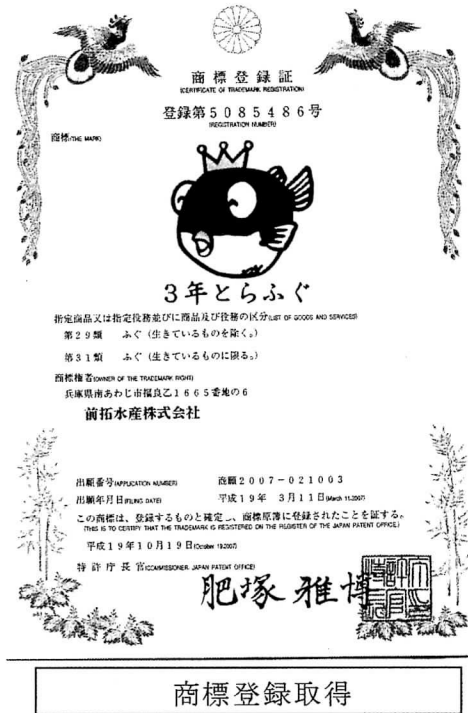 商標登録証
(CERTIFICATE OF TRADEMARK REGISTRATION)
登録第5085486号
(REGISTRATION NUMBER)
商標(THE MARK)
3年とらふぐ
指定商品又は指定役務並びに商品及び役務の区分(LIST OF GOODS AND SERVICES)
第29類 ふぐ(生きているものを除く。)
第31類 ふぐ(生きているものに限る。)
商標権者(OWNER OF THE TRADEMARK RIGHT)
兵庫県南あわじ市福良乙1665番地の6
前拓水産株式会社
出願番号(APPLICATION NUMBER) 商願2007-021003
出願年月日(FILING DATE) 平成19年 3月11日(March 11,2007)
この商標は、登録するものと確定し、商標原簿に登録されたことを証する。
(THIS IS TO CERTIFY THAT THE TRADEMARK IS REGISTERED ON THE REGISTER OF THE JAPAN PATENT OFFICE.)
平成19年10月19日(October 19,2007)
特許庁長官(COMMISSIONER, JAPAN PATENT OFFICE)
肥塚雅博
商標登録取得